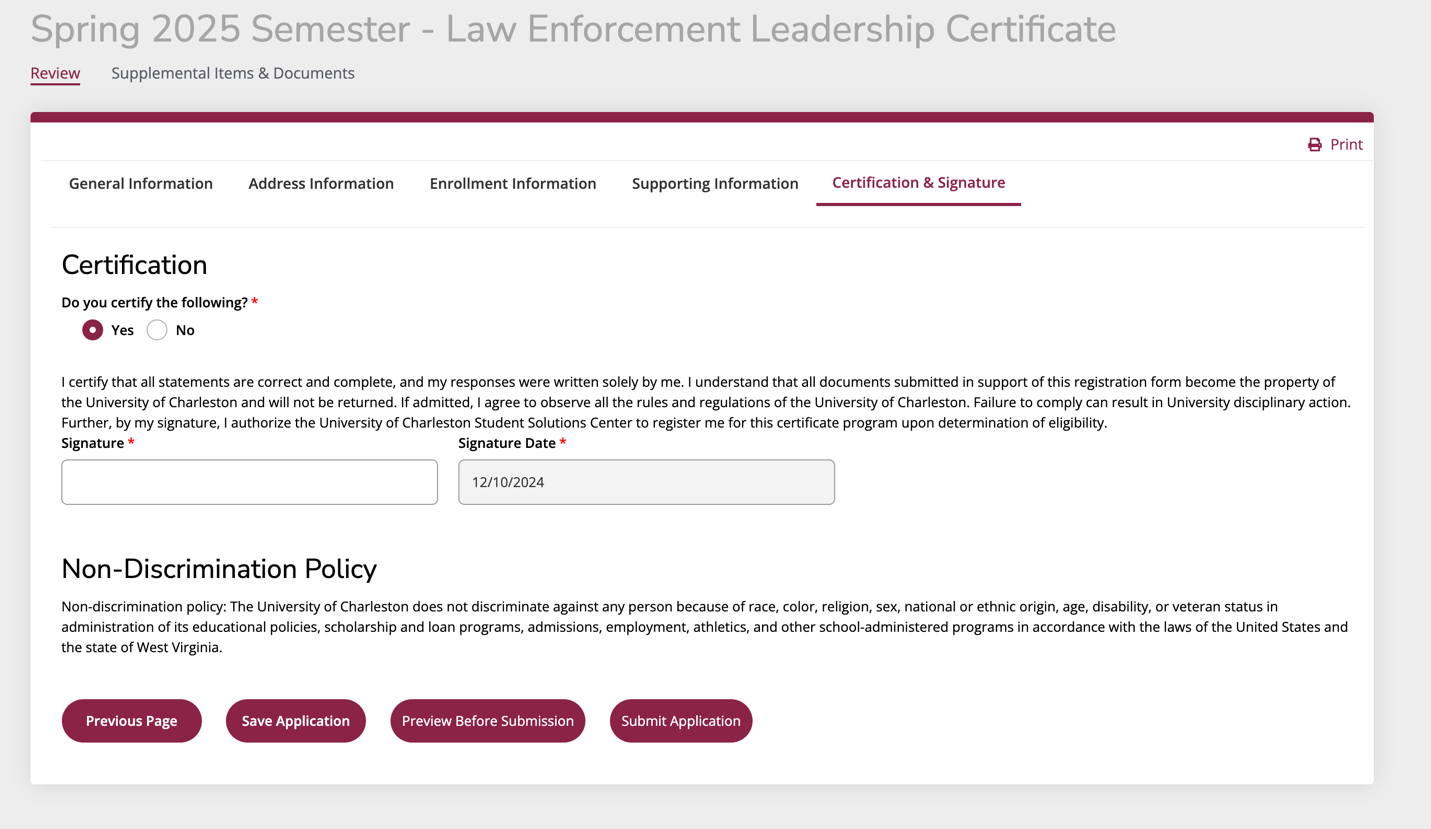 Spring 2025 Semester - Law Enforcement Leadership Certificate
Review Supplemental Items & Documents
Print
General Information Address Information Enrollment Information Supporting Information Certification & Signature
Certification
Do you certify the following? *
Yes No
I certify that all statements are correct and complete, and my responses were written solely by me. I understand that all documents submitted in support of this registration form become the property of
the University of Charleston and will not be returned. If admitted, I agree to observe all the rules and regulations of the University of Charleston. Failure to comply can result in University disciplinary action.
Further, by my signature, I authorize the University of Charleston Student Solutions Center to register me for this certificate program upon determination of eligibility.
Signature * Signature Date *
12/10/2024
Non-Discrimination Policy
Non-discrimination policy: The University of Charleston does not discriminate against any person because of race, color, religion, sex, national or ethnic origin, age, disability, or veteran status in
administration of its educational policies, scholarship and loan programs, admissions, employment, athletics, and other school-administered programs in accordance with the laws of the United States and
the state of West Virginia.
Previous Page Save Application Preview Before Submission Submit Application